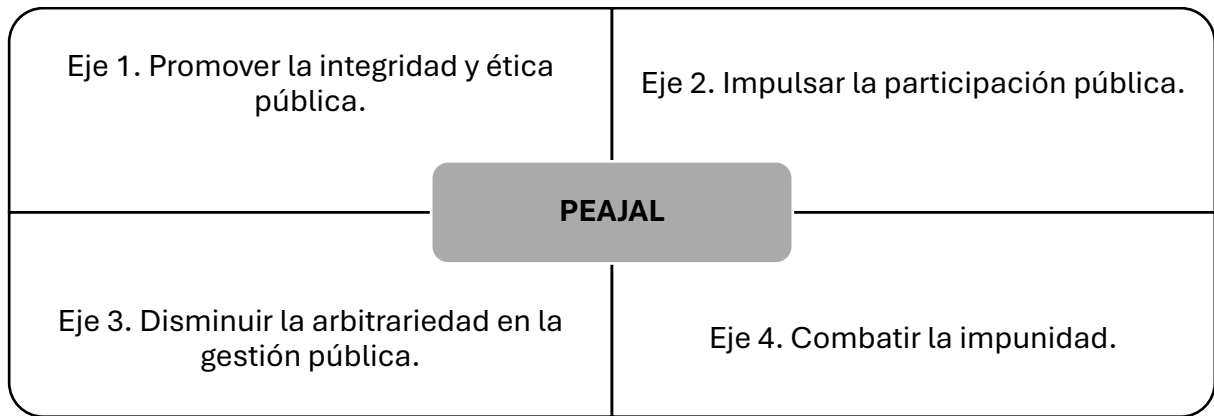 Eje 1. Promover la integridad y ética
pública.
Eje 2. Impulsar la participación pública.
PEAJAL
Eje 3. Disminuir la arbitrariedad en la
gestión pública.
Eje 4. Combatir la impunidad.